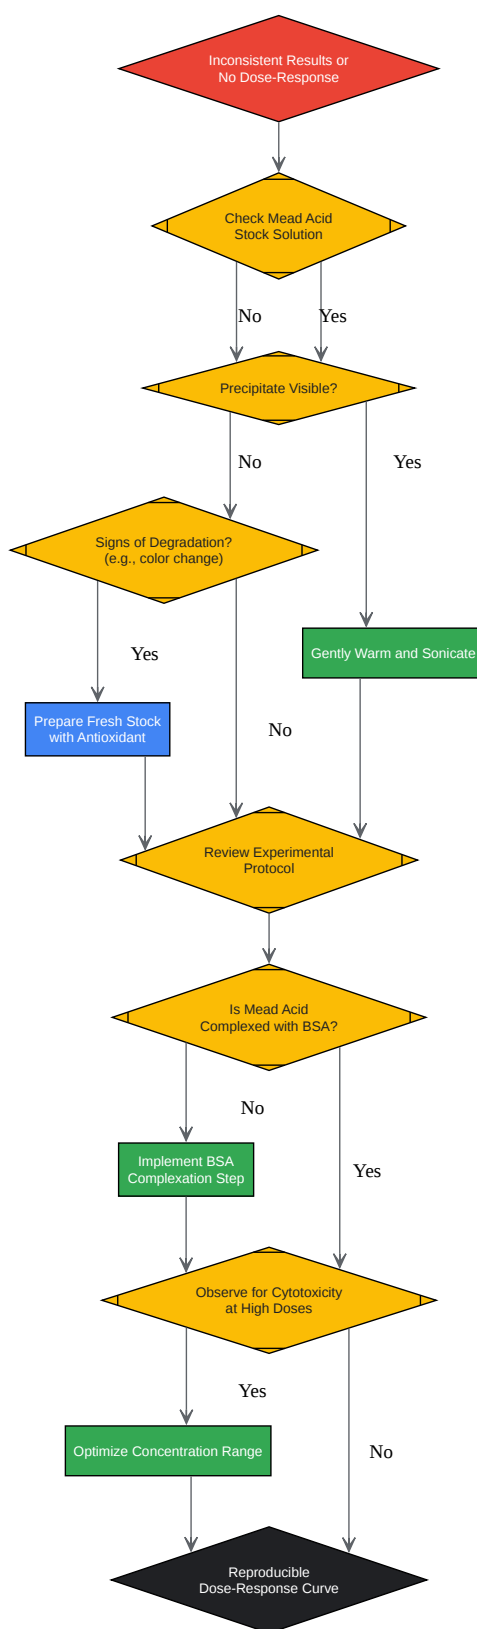 Inconsistent Results or
No Dose-Response
Check Mead Acid
Stock Solution
No
Yes
Precipitate Visible?
No
Yes
Signs of Degradation?
(e.g., color change)
Yes
Gently Warm and Sonicate
Prepare Fresh Stock
with Antioxidant
No
Review Experimental
Protocol
Is Mead Acid
Complexed with BSA?
No
Implement BSA
Complexation Step
Yes
Observe for Cytotoxicity
at High Doses
Yes
Optimize Concentration Range
No
Reproducible
Dose-Response Curve